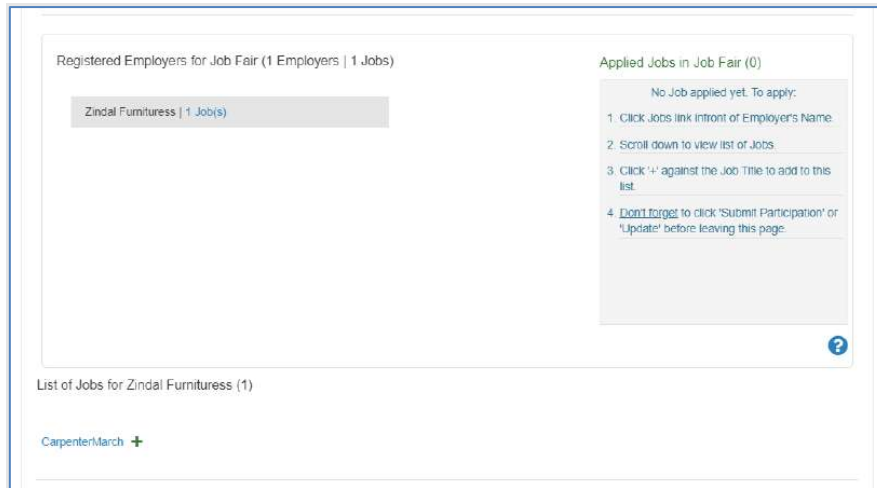 Registered Employers for Job Fair (1 Employers | 1 Jobs)
Zindal Furnituress | 1 Job(s)
Applied Jobs in Job Fair (0)
No Job applied yet. To apply:
1. Click Jobs link infront of Employer's Name.
2. Scroll down to view list of Jobs.
3. Click '+' against the Job Title to add to this
list.
4. Don't forget to click 'Submit Participation' or
'Update' before leaving this page.
?
List of Jobs for Zindal Furnituress (1)
CarpenterMarch +